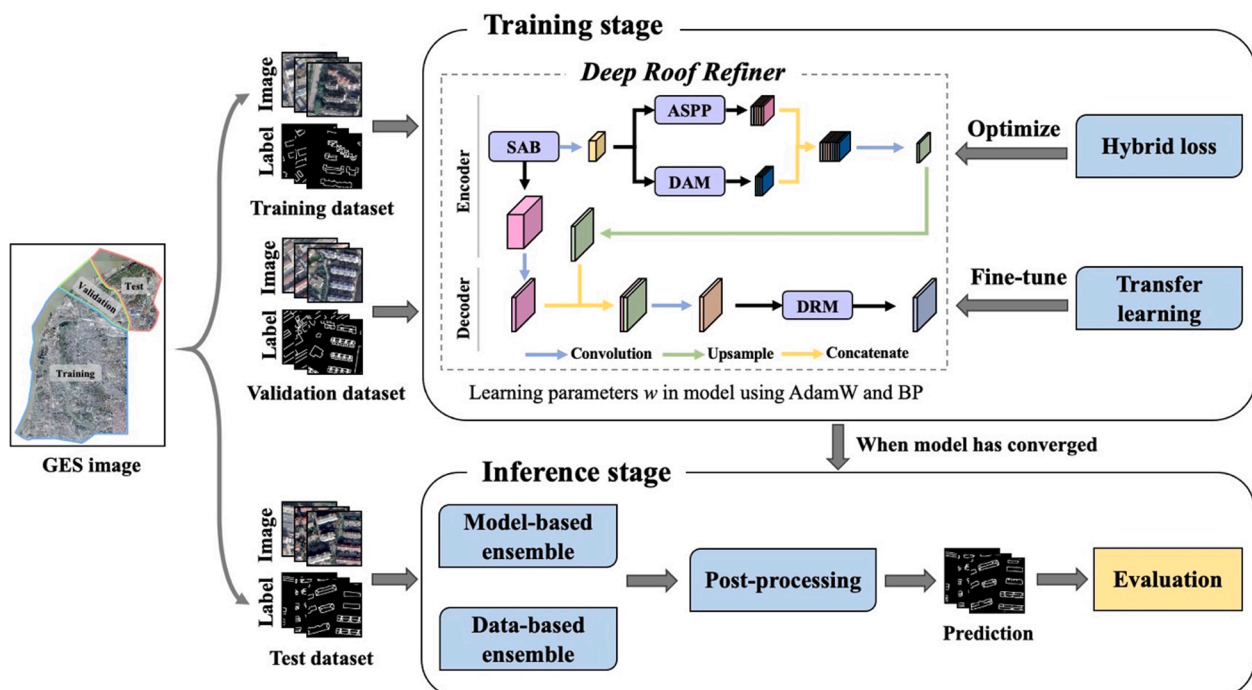 Training stage
Deep Roof Refiner
Image
Label
Training dataset
Encoder
SAB
ASPP
DAM
Optimize
Hybrid loss
Image
Label
Validation dataset
Decoder
DRM
Fine-tune
Transfer
learning
Convolution
Upsample
Concatenate
Learning parameters w in model using AdamW and BP
Test
Validation
Training
GES image
When model has converged
Inference stage
Image
Label
Test dataset
Model-based
ensemble
Data-based
ensemble
Post-processing
Prediction
Evaluation